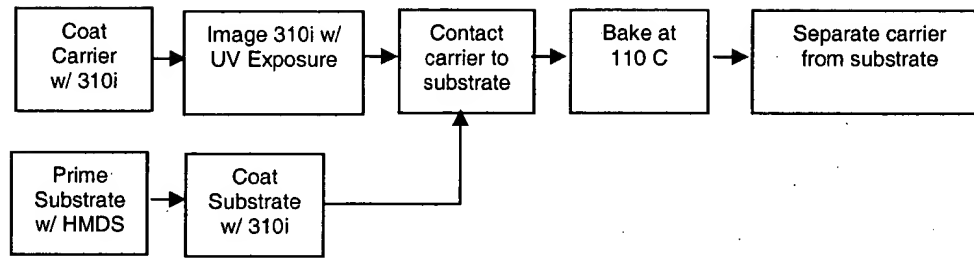 Coat
Carrier
w/ 310i
Image 310i w/
UV Exposure
Contact
carrier to
substrate
Bake at
110 C
Separate carrier
from substrate
Prime
Substrate
w/ HMDS
Coat
Substrate
w/ 310i